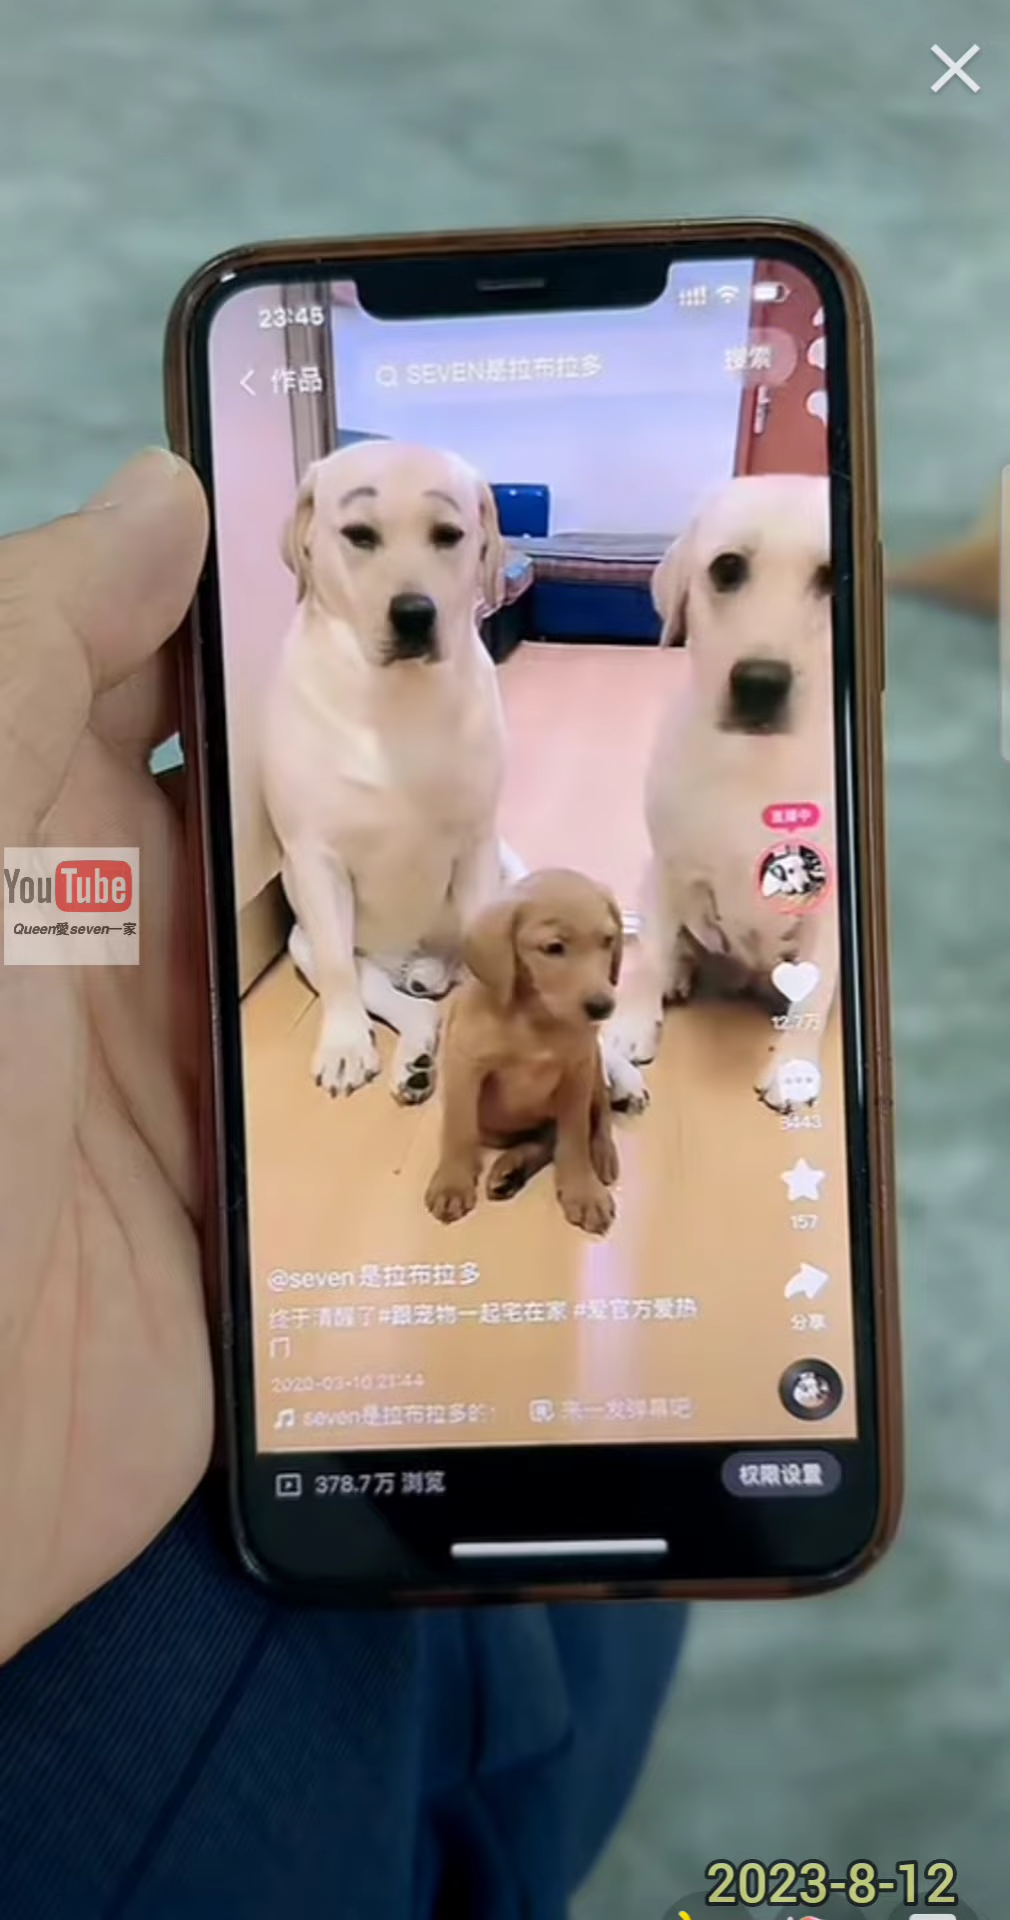 23:45
作品
SEVEN是拉布拉多
搜索
直播中
YouTube
Queen愛seven一家
12.7万
157
@seven是拉布拉多
终于清醒了#跟宠物一起宅在家 #爱官方爱热
门
分享
2020-03-10 21:44
seven是拉布拉多的
来一发弹幕吧
378.7万 浏览
权限设置
2023-8-12